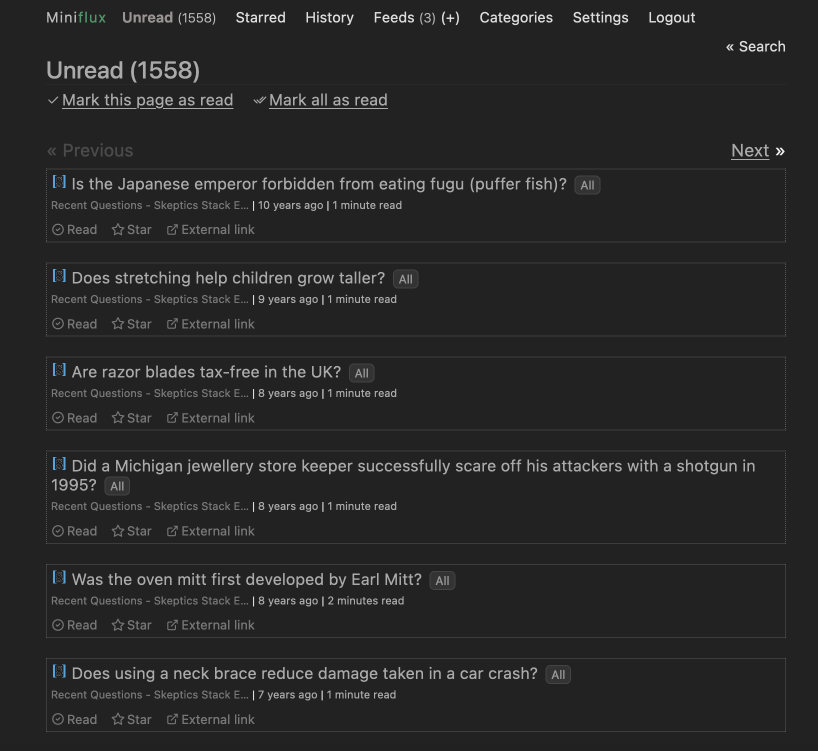 Miniflux Unread (1558) Starred History Feeds (3) (+) Categories Settings Logout
« Search
Unread (1558)
Mark this page as read Mark all as read
« Previous Next »
Is the Japanese emperor forbidden from eating fugu (puffer fish)? All
Recent Questions - Skeptics Stack E... | 10 years ago | 1 minute read
Read Star External link
Does stretching help children grow taller? All
Recent Questions - Skeptics Stack E... | 9 years ago | 1 minute read
Read Star External link
Are razor blades tax-free in the UK? All
Recent Questions - Skeptics Stack E... | 8 years ago | 1 minute read
Read Star External link
Did a Michigan jewellery store keeper successfully scare off his attackers with a shotgun in
1995? All
Recent Questions - Skeptics Stack E... | 8 years ago | 1 minute read
Read Star External link
Was the oven mitt first developed by Earl Mitt? All
Recent Questions - Skeptics Stack E... | 8 years ago | 2 minutes read
Read Star External link
Does using a neck brace reduce damage taken in a car crash? All
Recent Questions - Skeptics Stack E... | 7 years ago | 1 minute read
Read Star External link